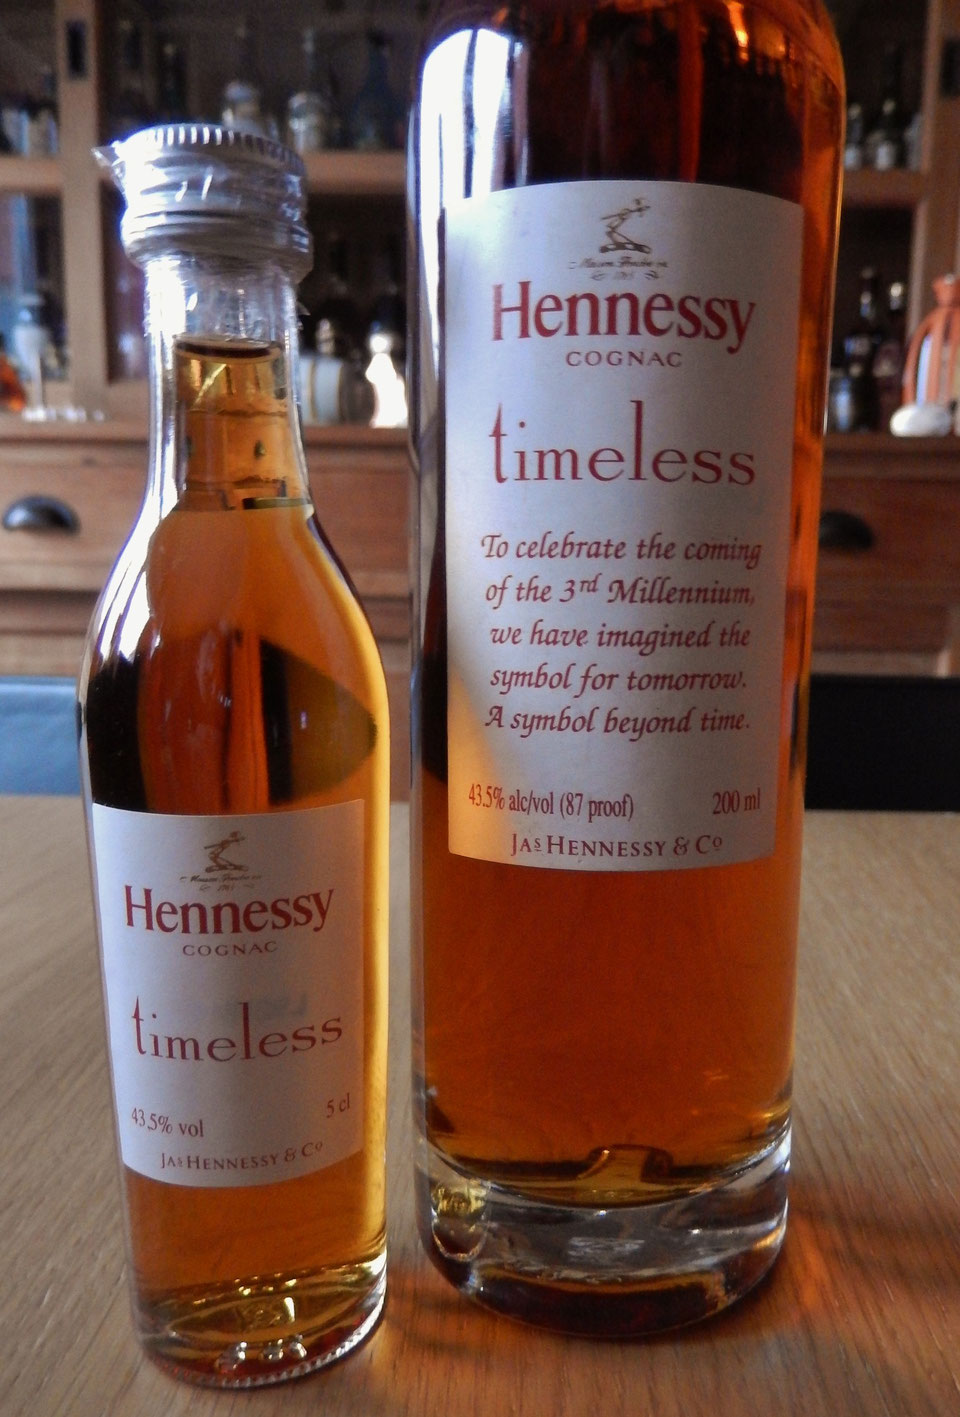 Hennessy
COGNAC
timeless
To celebrate the coming
of the 3rd Millennium,
we have imagined the
symbol for tomorrow.
A symbol beyond time.
43.5% alc/vol (87 proof) 200 ml
JAS HENNESSY & Co
Hennessy
COGNAC
timeless
43.5% vol 5 cl
JAS HENNESSY & Co